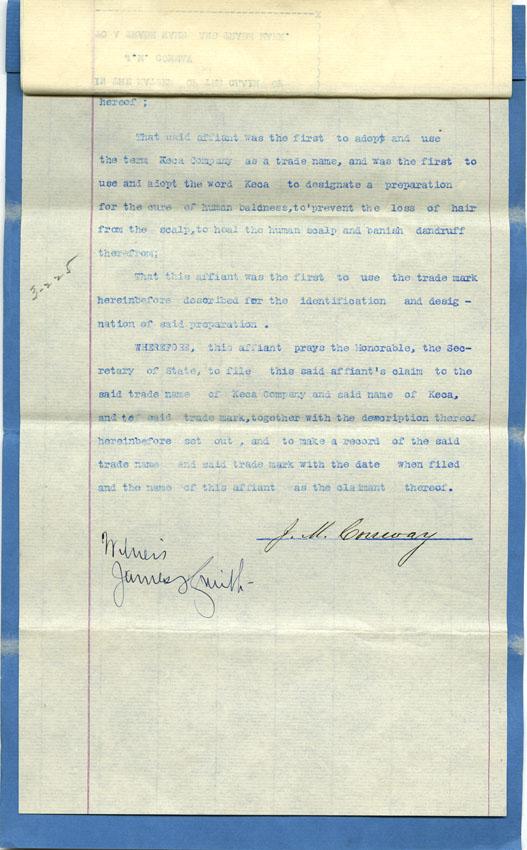 hereof ;
That said affiant was the first to adopt and use
the term Keca Company as a trade name, and was the first to
use and adopt the word Keca to designate a preparation
for the cure of human baldness,to'prevent the loss of hair
from the scalp,to heal the human scalp and banish dandruff
therefrom;
That this affiant was the first to use the trade mark
hereinbefore described for the identification and desig -
nation of said preparation .
WHEREFORE, this affiant prays the Honorable, the Sec-
retary of State, to file this said affiant's claim to the
said trade name of Keca Company and said name of Keca,
and tof said trade mark,together with the description thereof
hereinbefore set out , and to make a record of the said
trade name and said trade mark with the date when filed
and the name of this affiant as the claimant thereof.
J. M. Conway
Witness
James Smith
3-225